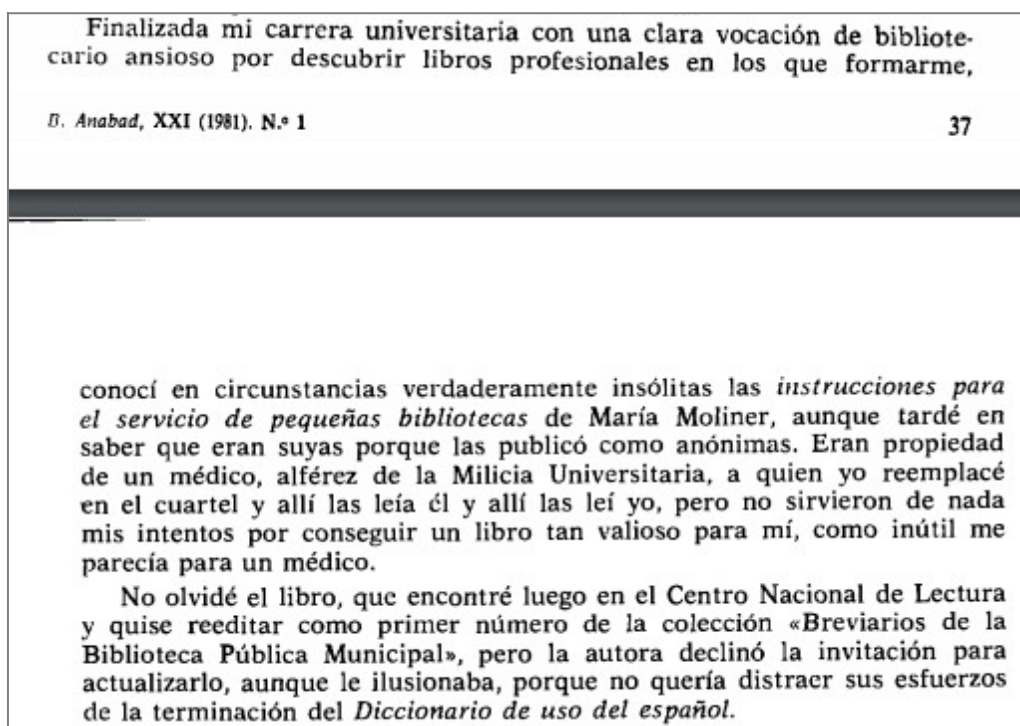 Finalizada mi carrera universitaria con una clara vocación de bibliote-
cario ansioso por descubrir libros profesionales en los que formarme,
B. Anabad, XXI (1981). N.º 1
37
conocí en circunstancias verdaderamente insólitas las instrucciones para
el servicio de pequeñas bibliotecas de María Moliner, aunque tardé en
saber que eran suyas porque las publicó como anónimas. Eran propiedad
de un médico, alférez de la Milicia Universitaria, a quien yo reemplacé
en el cuartel y allí las leía él y allí las leí yo, pero no sirvieron de nada
mis intentos por conseguir un libro tan valioso para mí, como inútil me
parecía para un médico.
No olvidé el libro, que encontré luego en el Centro Nacional de Lectura
y quise reeditar como primer número de la colección «Breviarios de la
Biblioteca Pública Municipal», pero la autora declinó la invitación para
actualizarlo, aunque le ilusionaba, porque no quería distraer sus esfuerzos
de la terminación del Diccionario de uso del español.